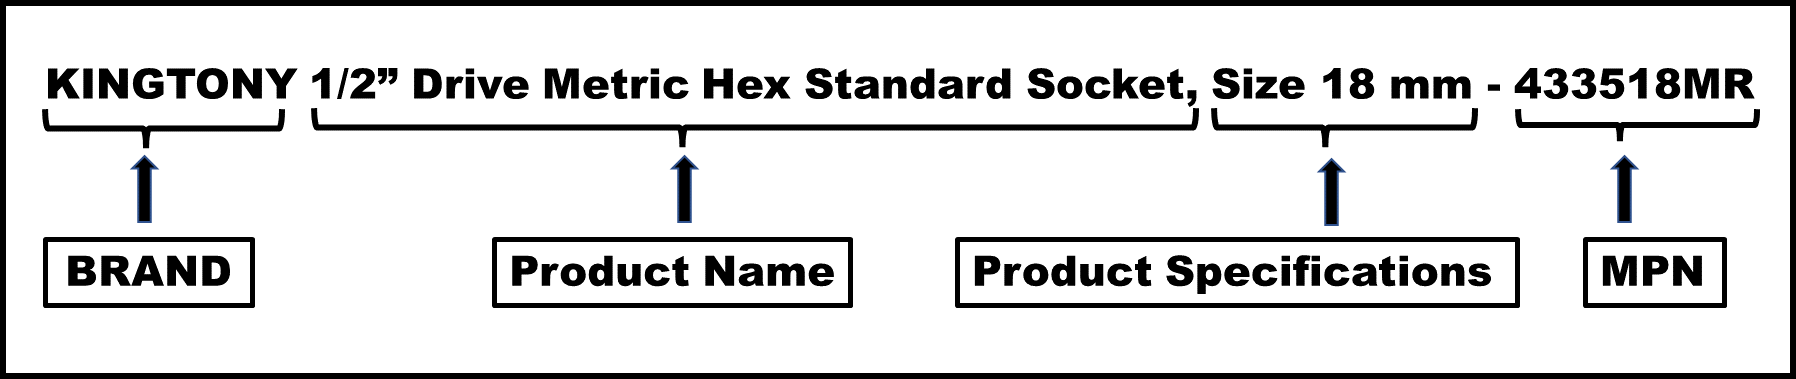 KINGTONY 1/2” Drive Metric Hex Standard Socket, Size 18 mm - 433518MR
BRAND
Product Name
Product Specifications
MPN